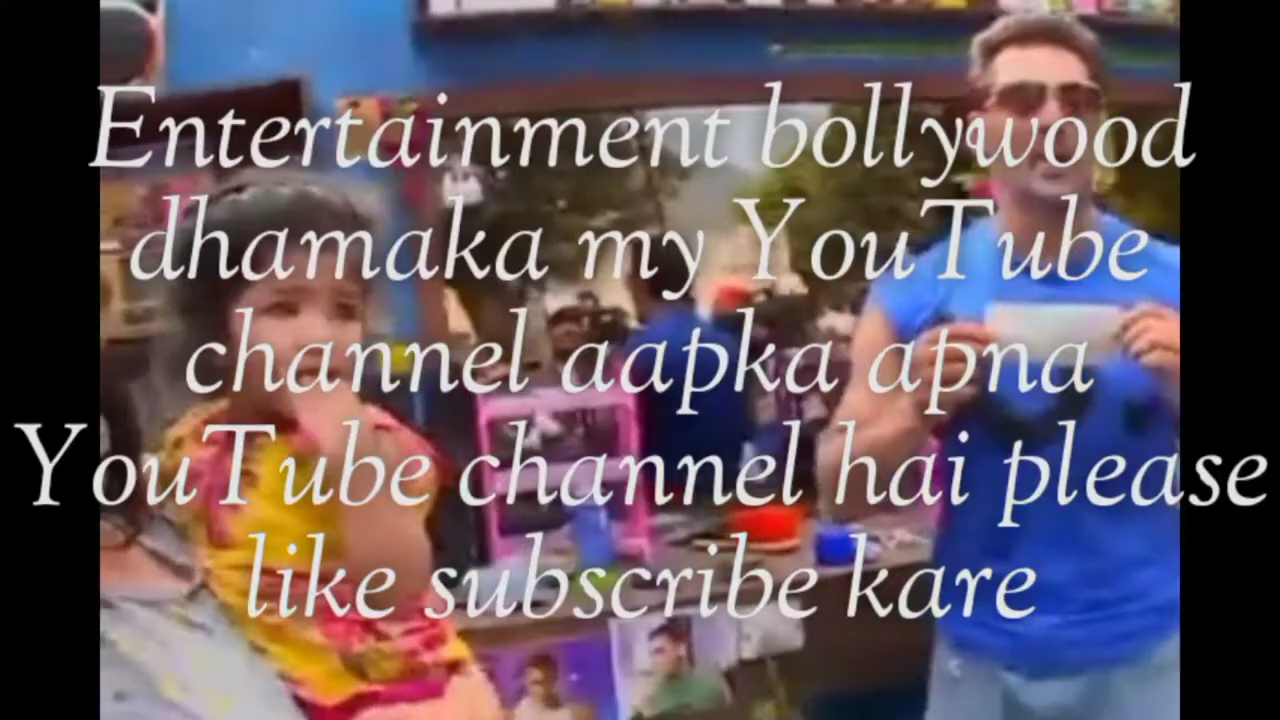 Entertainment bollywood
dhamaka my YouTube
channel aapka apna
YouTube channel hai please
like subscribe kare